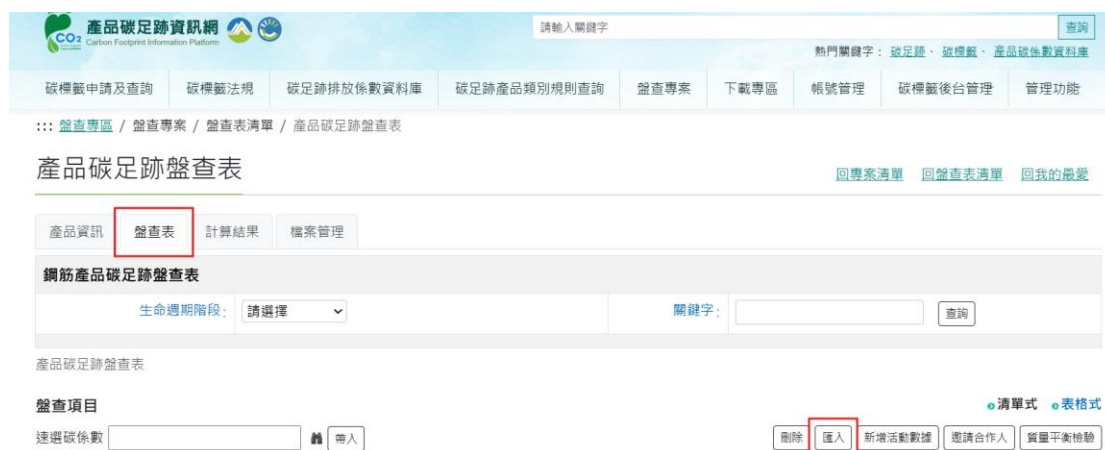 CO2 產品碳足跡資訊網
Carbon Footprint Information Platform
請輸入關鍵字 查詢
熱門關鍵字： 碳足跡、 碳標籤、 產品碳係數資料庫
碳標籤申請及查詢 碳標籤法規 碳足跡排放係數資料庫 碳足跡產品類別規則查詢 盤查專案 下載專區 帳號管理 碳標籤後台管理 管理功能
::: 盤查專區 / 盤查專案 / 盤查表清單 / 產品碳足跡盤查表
產品碳足跡盤查表
回專案清單 回盤查表清單 回我的最愛
產品資訊 盤查表 計算結果 檔案管理
鋼筋產品碳足跡盤查表
生命週期階段: 請選擇 關鍵字: 查詢
產品碳足跡盤查表
盤查項目 清單式 表格式
速選碳係數 帶入 刪除 匯入 新增活動數據 邀請合作人 質量平衡檢驗